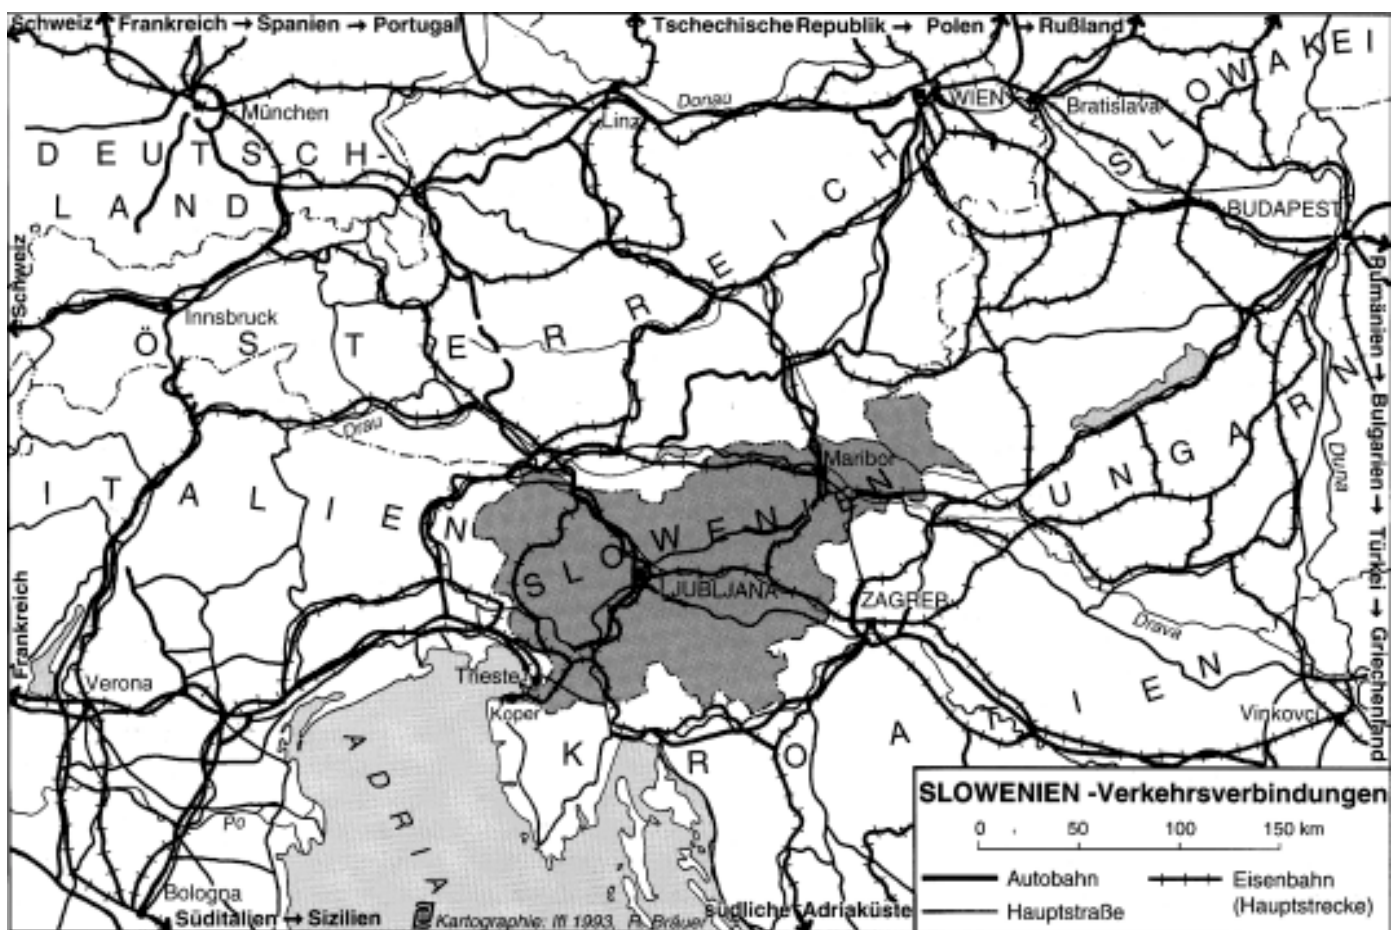 Schweiz Frankreich → Spanien → Portugal
Tschechische Republik → Polen → Rußland
SLOWAKEI
Donau
WIEN
Bratislava
München
Linz
DEUTSCH-
LAND
BUDAPEST
Schweiz
Innsbruck
ÖSTERREICH
Rumänien → Bulgarien → Türkei → Griechenland
Drau
Maribor
UNGARN
Duna
ITALIEN
SLOWENIEN
LJUBLJANA
ZAGREB
Frankreich
Drava
Verona
Trieste
Koper
Vinkovci
KROATIEN
ADRIA
Po
Bologna
Süditalien → Sizilien
Kartographie: IfL 1993, R. Bräuer
südliche Adriaküste
SLOWENIEN -Verkehrsverbindungen
0 50 100 150 km
Autobahn
Hauptstraße
Eisenbahn
(Hauptstrecke)